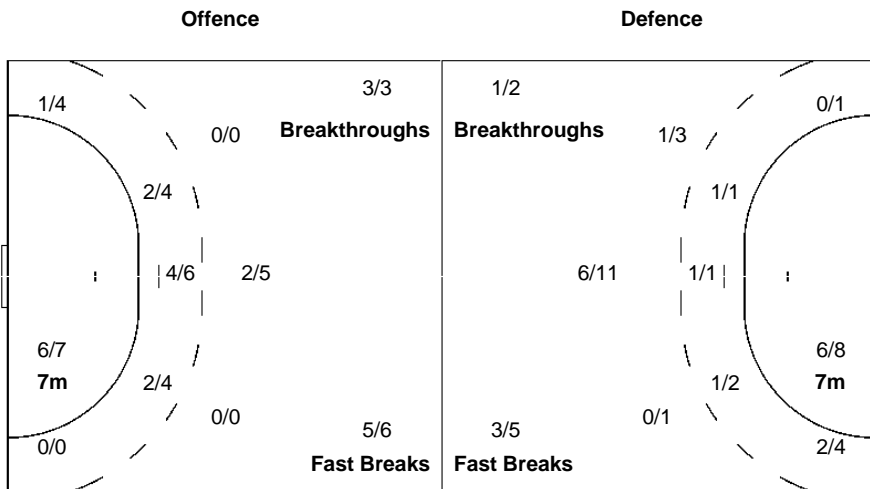 Offence Defence
3/3 1/2
1/4 0/1
0/0 Breakthroughs Breakthroughs 1/3
2/4 1/1
4/6 2/5 6/11 1/1
6/7 6/8
7m 2/4 1/2 7m
0/0 0/1
5/6 3/5
0/0 2/4
Fast Breaks Fast Breaks